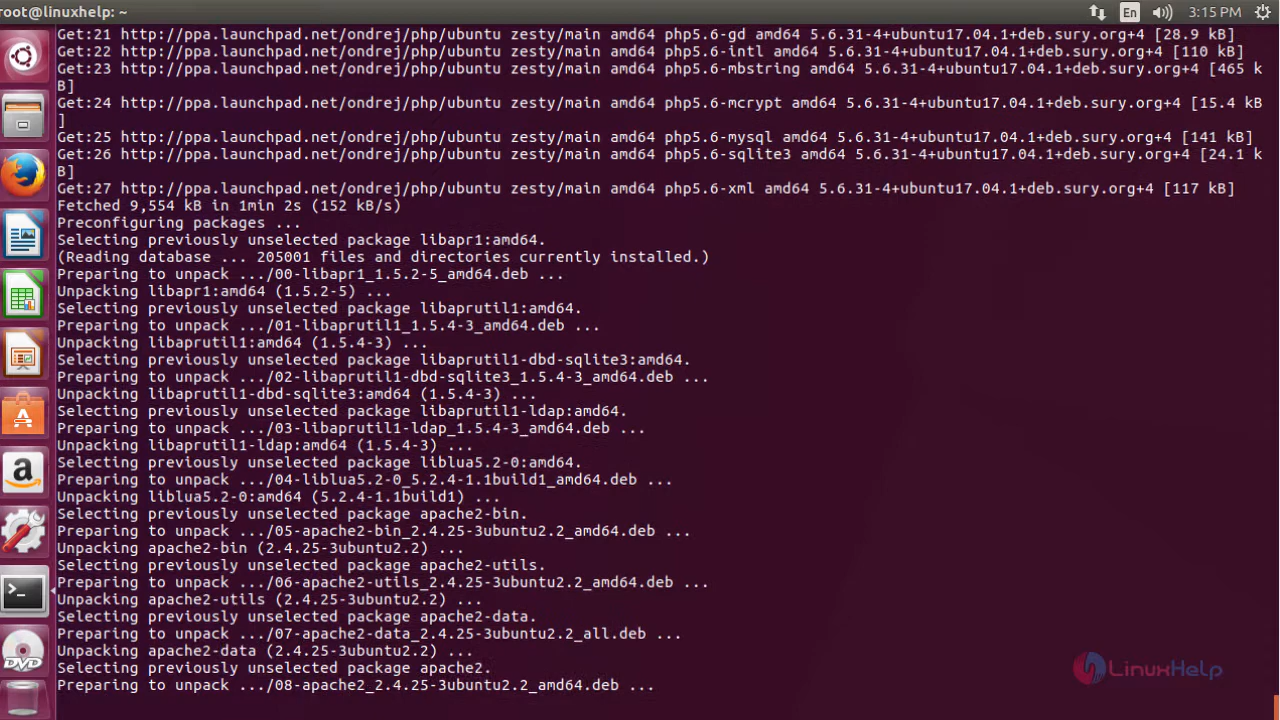 root@linuxhelp: ~
En
3:15 PM
Get:21 http://ppa.launchpad.net/ondrej/php/ubuntu zesty/main amd64 php5.6-gd amd64 5.6.31-4+ubuntu17.04.1+deb.sury.org+4 [28.9 kB]
Get:22 http://ppa.launchpad.net/ondrej/php/ubuntu zesty/main amd64 php5.6-intl amd64 5.6.31-4+ubuntu17.04.1+deb.sury.org+4 [110 kB]
Get:23 http://ppa.launchpad.net/ondrej/php/ubuntu zesty/main amd64 php5.6-mbstring amd64 5.6.31-4+ubuntu17.04.1+deb.sury.org+4 [465 k
B]
Get:24 http://ppa.launchpad.net/ondrej/php/ubuntu zesty/main amd64 php5.6-mcrypt amd64 5.6.31-4+ubuntu17.04.1+deb.sury.org+4 [15.4 kB
]
Get:25 http://ppa.launchpad.net/ondrej/php/ubuntu zesty/main amd64 php5.6-mysql amd64 5.6.31-4+ubuntu17.04.1+deb.sury.org+4 [141 kB]
Get:26 http://ppa.launchpad.net/ondrej/php/ubuntu zesty/main amd64 php5.6-sqlite3 amd64 5.6.31-4+ubuntu17.04.1+deb.sury.org+4 [24.1 k
B]
Get:27 http://ppa.launchpad.net/ondrej/php/ubuntu zesty/main amd64 php5.6-xml amd64 5.6.31-4+ubuntu17.04.1+deb.sury.org+4 [117 kB]
Fetched 9,554 kB in 1min 2s (152 kB/s)
Preconfiguring packages ...
Selecting previously unselected package libapr1:amd64.
(Reading database ... 205001 files and directories currently installed.)
Preparing to unpack .../00-libapr1_1.5.2-5_amd64.deb ...
Unpacking libapr1:amd64 (1.5.2-5) ...
Selecting previously unselected package libaprutil1:amd64.
Preparing to unpack .../01-libaprutil1_1.5.4-3_amd64.deb ...
Unpacking libaprutil1:amd64 (1.5.4-3) ...
Selecting previously unselected package libaprutil1-dbd-sqlite3:amd64.
Preparing to unpack .../02-libaprutil1-dbd-sqlite3_1.5.4-3_amd64.deb ...
Unpacking libaprutil1-dbd-sqlite3:amd64 (1.5.4-3) ...
Selecting previously unselected package libaprutil1-ldap:amd64.
Preparing to unpack .../03-libaprutil1-ldap_1.5.4-3_amd64.deb ...
Unpacking libaprutil1-ldap:amd64 (1.5.4-3) ...
Selecting previously unselected package liblua5.2-0:amd64.
Preparing to unpack .../04-liblua5.2-0_5.2.4-1.1build1_amd64.deb ...
Unpacking liblua5.2-0:amd64 (5.2.4-1.1build1) ...
Selecting previously unselected package apache2-bin.
Preparing to unpack .../05-apache2-bin_2.4.25-3ubuntu2.2_amd64.deb ...
Unpacking apache2-bin (2.4.25-3ubuntu2.2) ...
Selecting previously unselected package apache2-utils.
Preparing to unpack .../06-apache2-utils_2.4.25-3ubuntu2.2_amd64.deb ...
Unpacking apache2-utils (2.4.25-3ubuntu2.2) ...
Selecting previously unselected package apache2-data.
Preparing to unpack .../07-apache2-data_2.4.25-3ubuntu2.2_all.deb ...
Unpacking apache2-data (2.4.25-3ubuntu2.2) ...
Selecting previously unselected package apache2.
Preparing to unpack .../08-apache2_2.4.25-3ubuntu2.2_amd64.deb ...
DVD
LinuxHelp